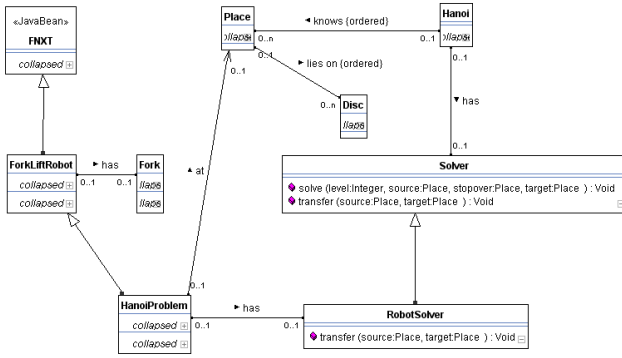 «JavaBean»
FNXT
collapsed
Place
0..n
0..1
0..1
◄ knows {ordered}
0..1
Hanoi
0..1
► lies on {ordered}
0..n
Disc
▼ has
0..1
ForkLiftRobot
collapsed
collapsed
► has
0..1
0..1
Fork
Solver
solve (level:Integer, source:Place, stopover:Place, target:Place ) : Void
transfer (source:Place, target:Place ) : Void
▲ at
0..1
HanoiProblem
collapsed
collapsed
► has
0..1
0..1
RobotSolver
transfer (source:Place, target:Place ) : Void